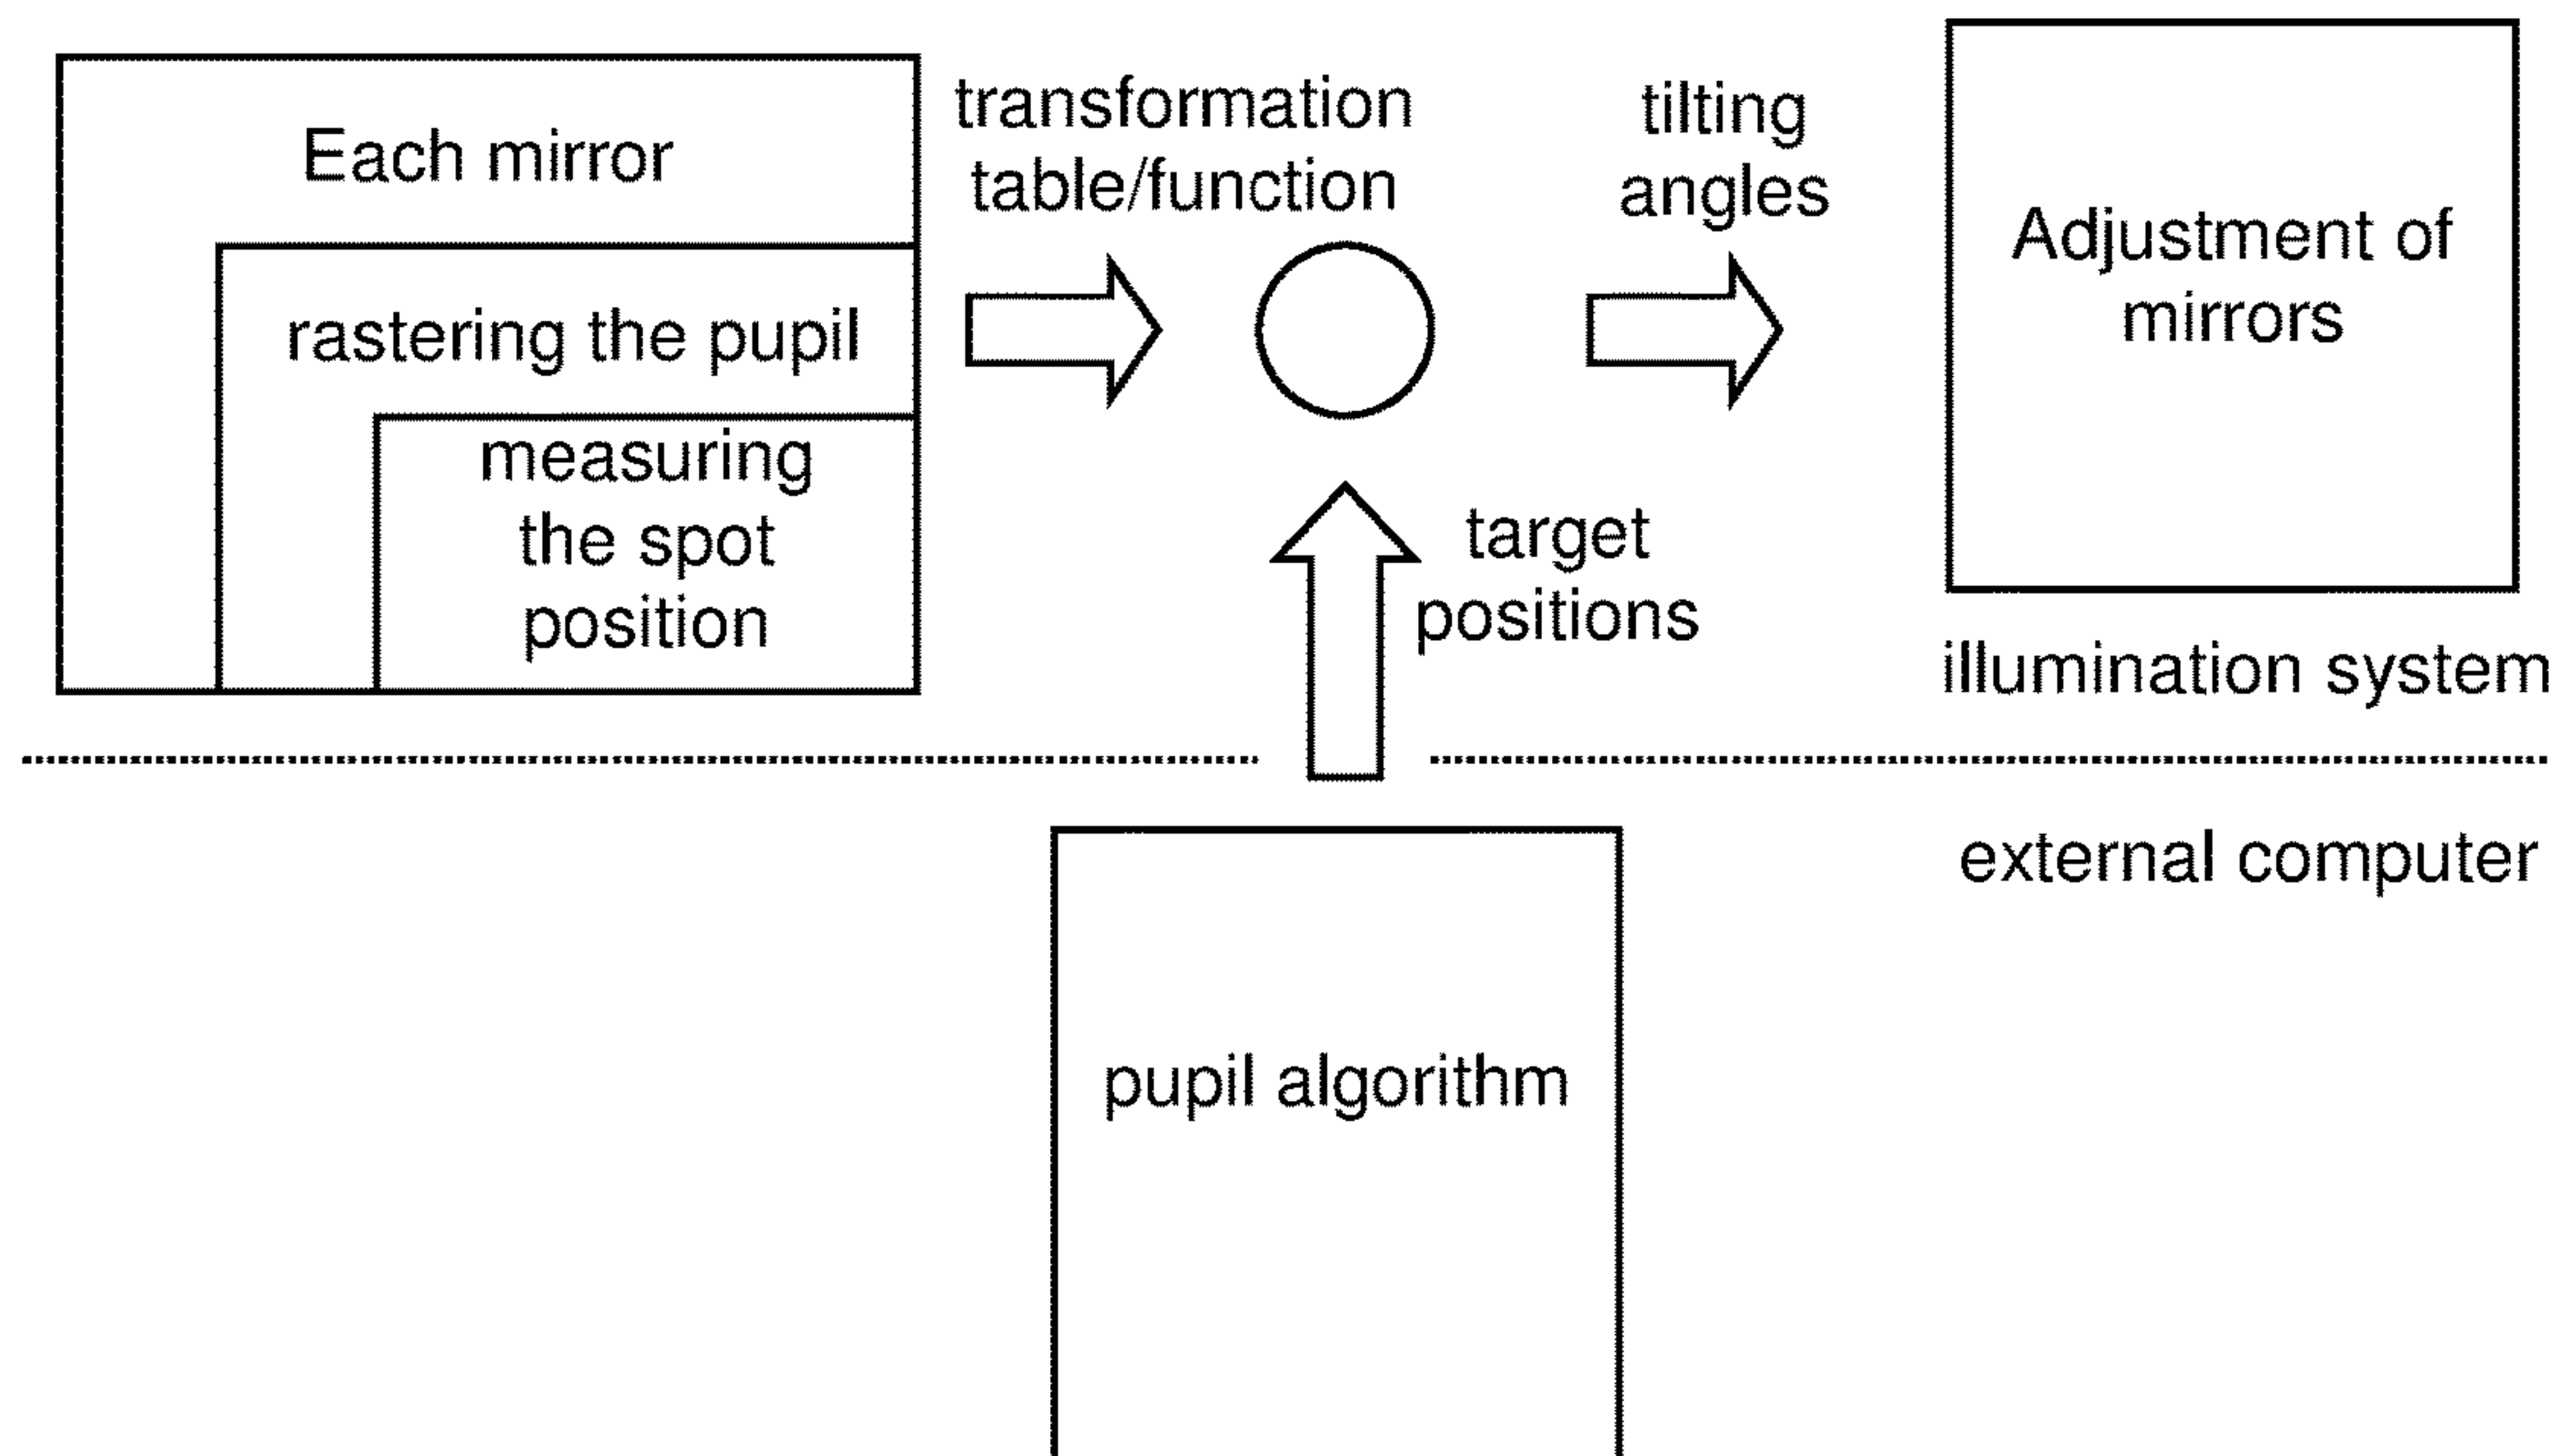 Each mirror
rastering the pupil
measuring
the spot
position
transformation
table/function
target
positions
tilting
angles
Adjustment of
mirrors
illumination system
external computer
pupil algorithm